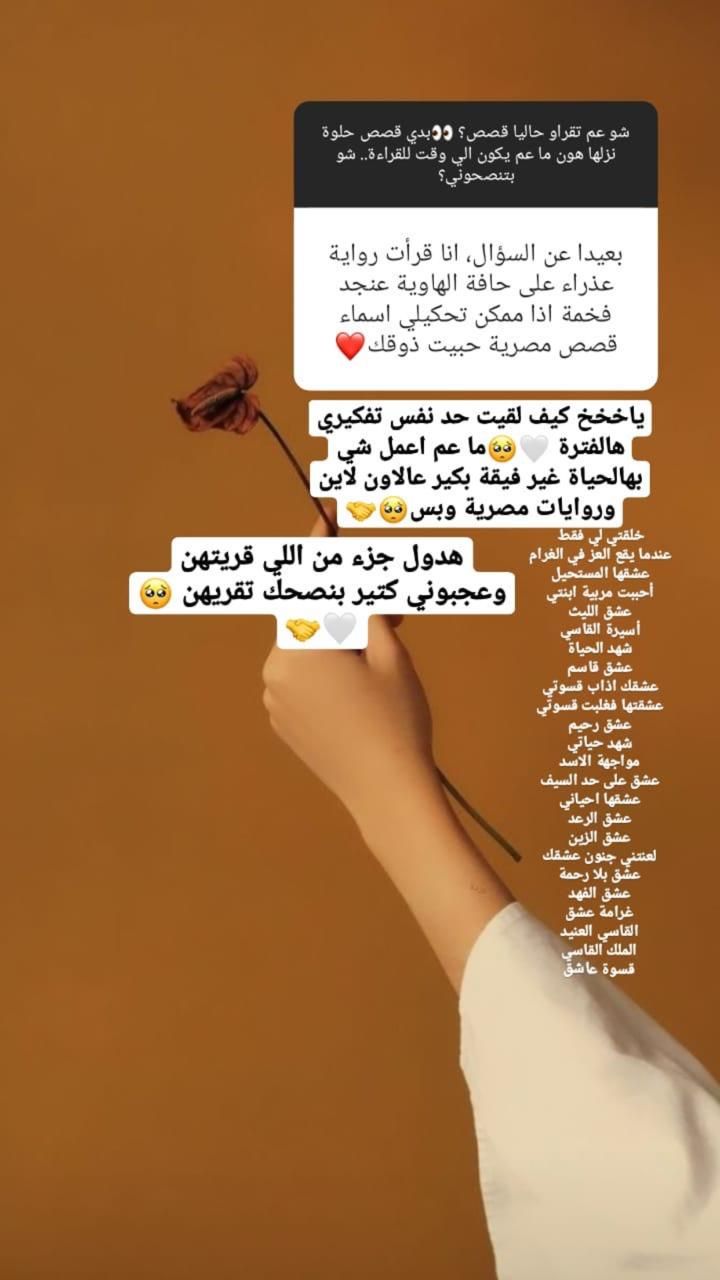 شو عم تقراو حاليا قصص؟ 👀بدي قصص حلوة
نزلها هون ما عم يكون الي وقت للقراءة.. شو
بتنصحوني؟
بعيدا عن السؤال، انا قرأت رواية
عذراء على حافة الهاوية عنجد
فخمة اذا ممكن تحكيلي اسماء
قصص مصرية حبيت ذوقك❤️
ياخخخ كيف لقيت حد نفس تفكيري
هالفترة 🤍🥺ما عم اعمل شي
بهالحياة غير فيقة بكير عالاون لاين
وروايات مصرية وبس🥺🤝
هدول جزء من اللي قريتهن
وعجبوني كتير بنصحك تقريهن 🥺
🤍🤝
خلقتي لي فقط
عندما يقع العز في الغرام
عشقها المستحيل
أحببت مربية ابنتي
عشق الليث
أسيرة القاسي
شهد الحياة
عشق قاسم
عشقك اذاب قسوتي
عشقتها فغلبت قسوتي
عشق رحيم
شهد حياتي
مواجهة الاسد
عشق على حد السيف
عشقها احياني
عشق الرعد
عشق الزين
لعنتني جنون عشقك
عشق بلا رحمة
عشق الفهد
غرامة عشق
القاسي العنيد
الملك القاسي
قسوة عاشق